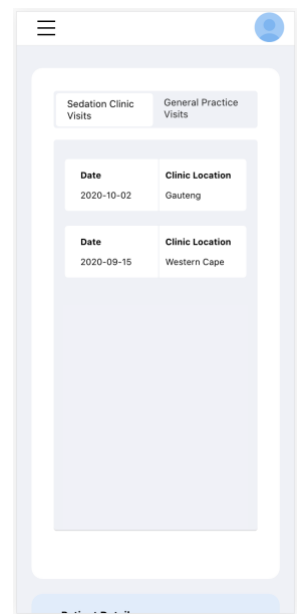 Sedation Clinic Visits
General Practice Visits
Date Clinic Location
2020-10-02 Gauteng
Date Clinic Location
2020-09-15 Western Cape